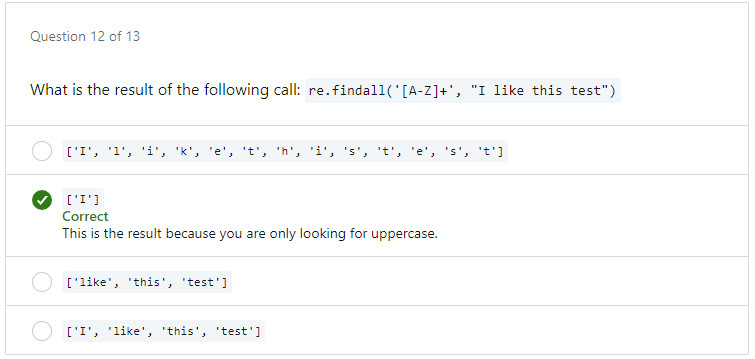 Question 12 of 13
What is the result of the following call: re.findall('[A-Z]+', "I like this test")
['I', 'l', 'i', 'k', 'e', 't', 'h', 'i', 's', 't', 'e', 's', 't']
['I']
Correct
This is the result because you are only looking for uppercase.
['like', 'this', 'test']
['I', 'like', 'this', 'test']